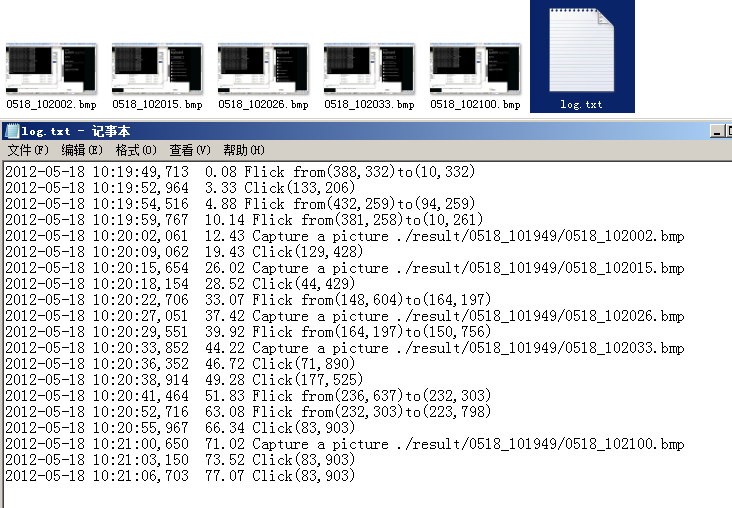 0518_102002.bmp 0518_102015.bmp 0518_102026.bmp 0518_102033.bmp 0518_102100.bmp log.txt
log.txt - 记事本
文件(F) 编辑(E) 格式(O) 查看(V) 帮助(H)
2012-05-18 10:19:49,713  0.08 Flick from(388,332)to(10,332)
2012-05-18 10:19:52,964  3.33 Click(133,206)
2012-05-18 10:19:54,516  4.88 Flick from(432,259)to(94,259)
2012-05-18 10:19:59,767  10.14 Flick from(381,258)to(10,261)
2012-05-18 10:20:02,061  12.43 Capture a picture ./result/0518_101949/0518_102002.bmp
2012-05-18 10:20:09,062  19.43 Click(129,428)
2012-05-18 10:20:15,654  26.02 Capture a picture ./result/0518_101949/0518_102015.bmp
2012-05-18 10:20:18,154  28.52 Click(44,429)
2012-05-18 10:20:22,706  33.07 Flick from(148,604)to(164,197)
2012-05-18 10:20:27,051  37.42 Capture a picture ./result/0518_101949/0518_102026.bmp
2012-05-18 10:20:29,551  39.92 Flick from(164,197)to(150,756)
2012-05-18 10:20:33,852  44.22 Capture a picture ./result/0518_101949/0518_102033.bmp
2012-05-18 10:20:36,352  46.72 Click(71,890)
2012-05-18 10:20:38,914  49.28 Click(177,525)
2012-05-18 10:20:41,464  51.83 Flick from(236,637)to(232,303)
2012-05-18 10:20:52,716  63.08 Flick from(232,303)to(223,798)
2012-05-18 10:20:55,967  66.34 Click(83,903)
2012-05-18 10:21:00,650  71.02 Capture a picture ./result/0518_101949/0518_102100.bmp
2012-05-18 10:21:03,150  73.52 Click(83,903)
2012-05-18 10:21:06,703  77.07 Click(83,903)